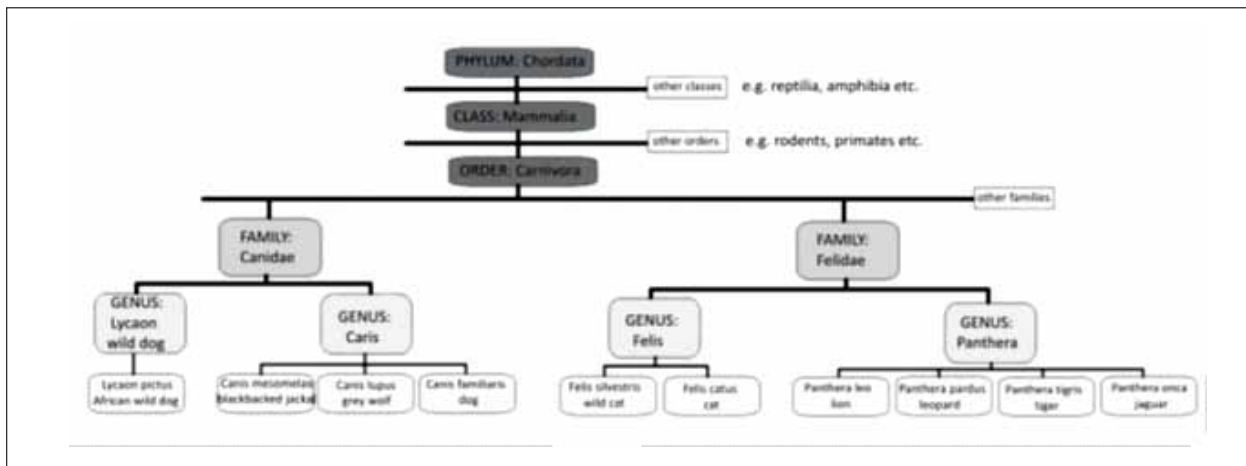 PHYLUM: Chordata
other classes
e.g. reptilia, amphibia etc.
CLASS: Mammalia
other orders
e.g. rodents, primates etc.
ORDER: Carnivora
other families
FAMILY:
Canidae
FAMILY:
Felidae
GENUS:
Lycaon
wild dog
GENUS:
Caris
GENUS:
Felis
GENUS:
Panthera
Lycaon pictus
African wild dog
Canis mesomelas
blackbacked jackal
Canis lupus
grey wolf
Canis familiaris
dog
Felis silvestris
wild cat
Felis catus
cat
Panthera leo
lion
Panthera pardus
leopard
Panthera tigris
tiger
Panthera onca
jaguar